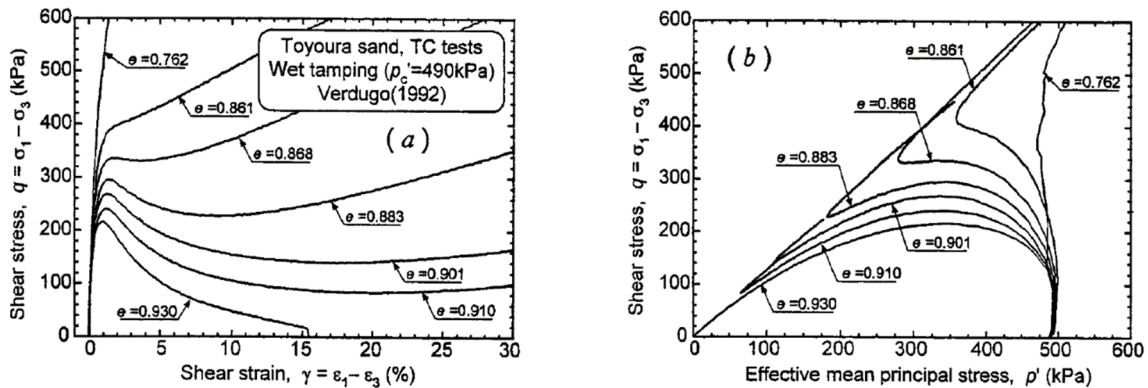 Toyoura sand, TC tests
Wet tamping (p_c'=490kPa)
Verdugo(1992)
(a)
e=0.762
e=0.861
e=0.868
e=0.883
e=0.901
e=0.910
e=0.930
600
500
400
300
200
100
0
Shear stress, q = σ₁ – σ₃ (kPa)
0 5 10 15 20 25 30
Shear strain, γ = ε₁ – ε₃ (%)
(b)
e=0.861
e=0.762
e=0.868
e=0.883
e=0.901
e=0.910
e=0.930
600
500
400
300
200
100
0
Shear stress, q = σ₁ – σ₃ (kPa)
0 100 200 300 400 500 600
Effective mean principal stress, p' (kPa)